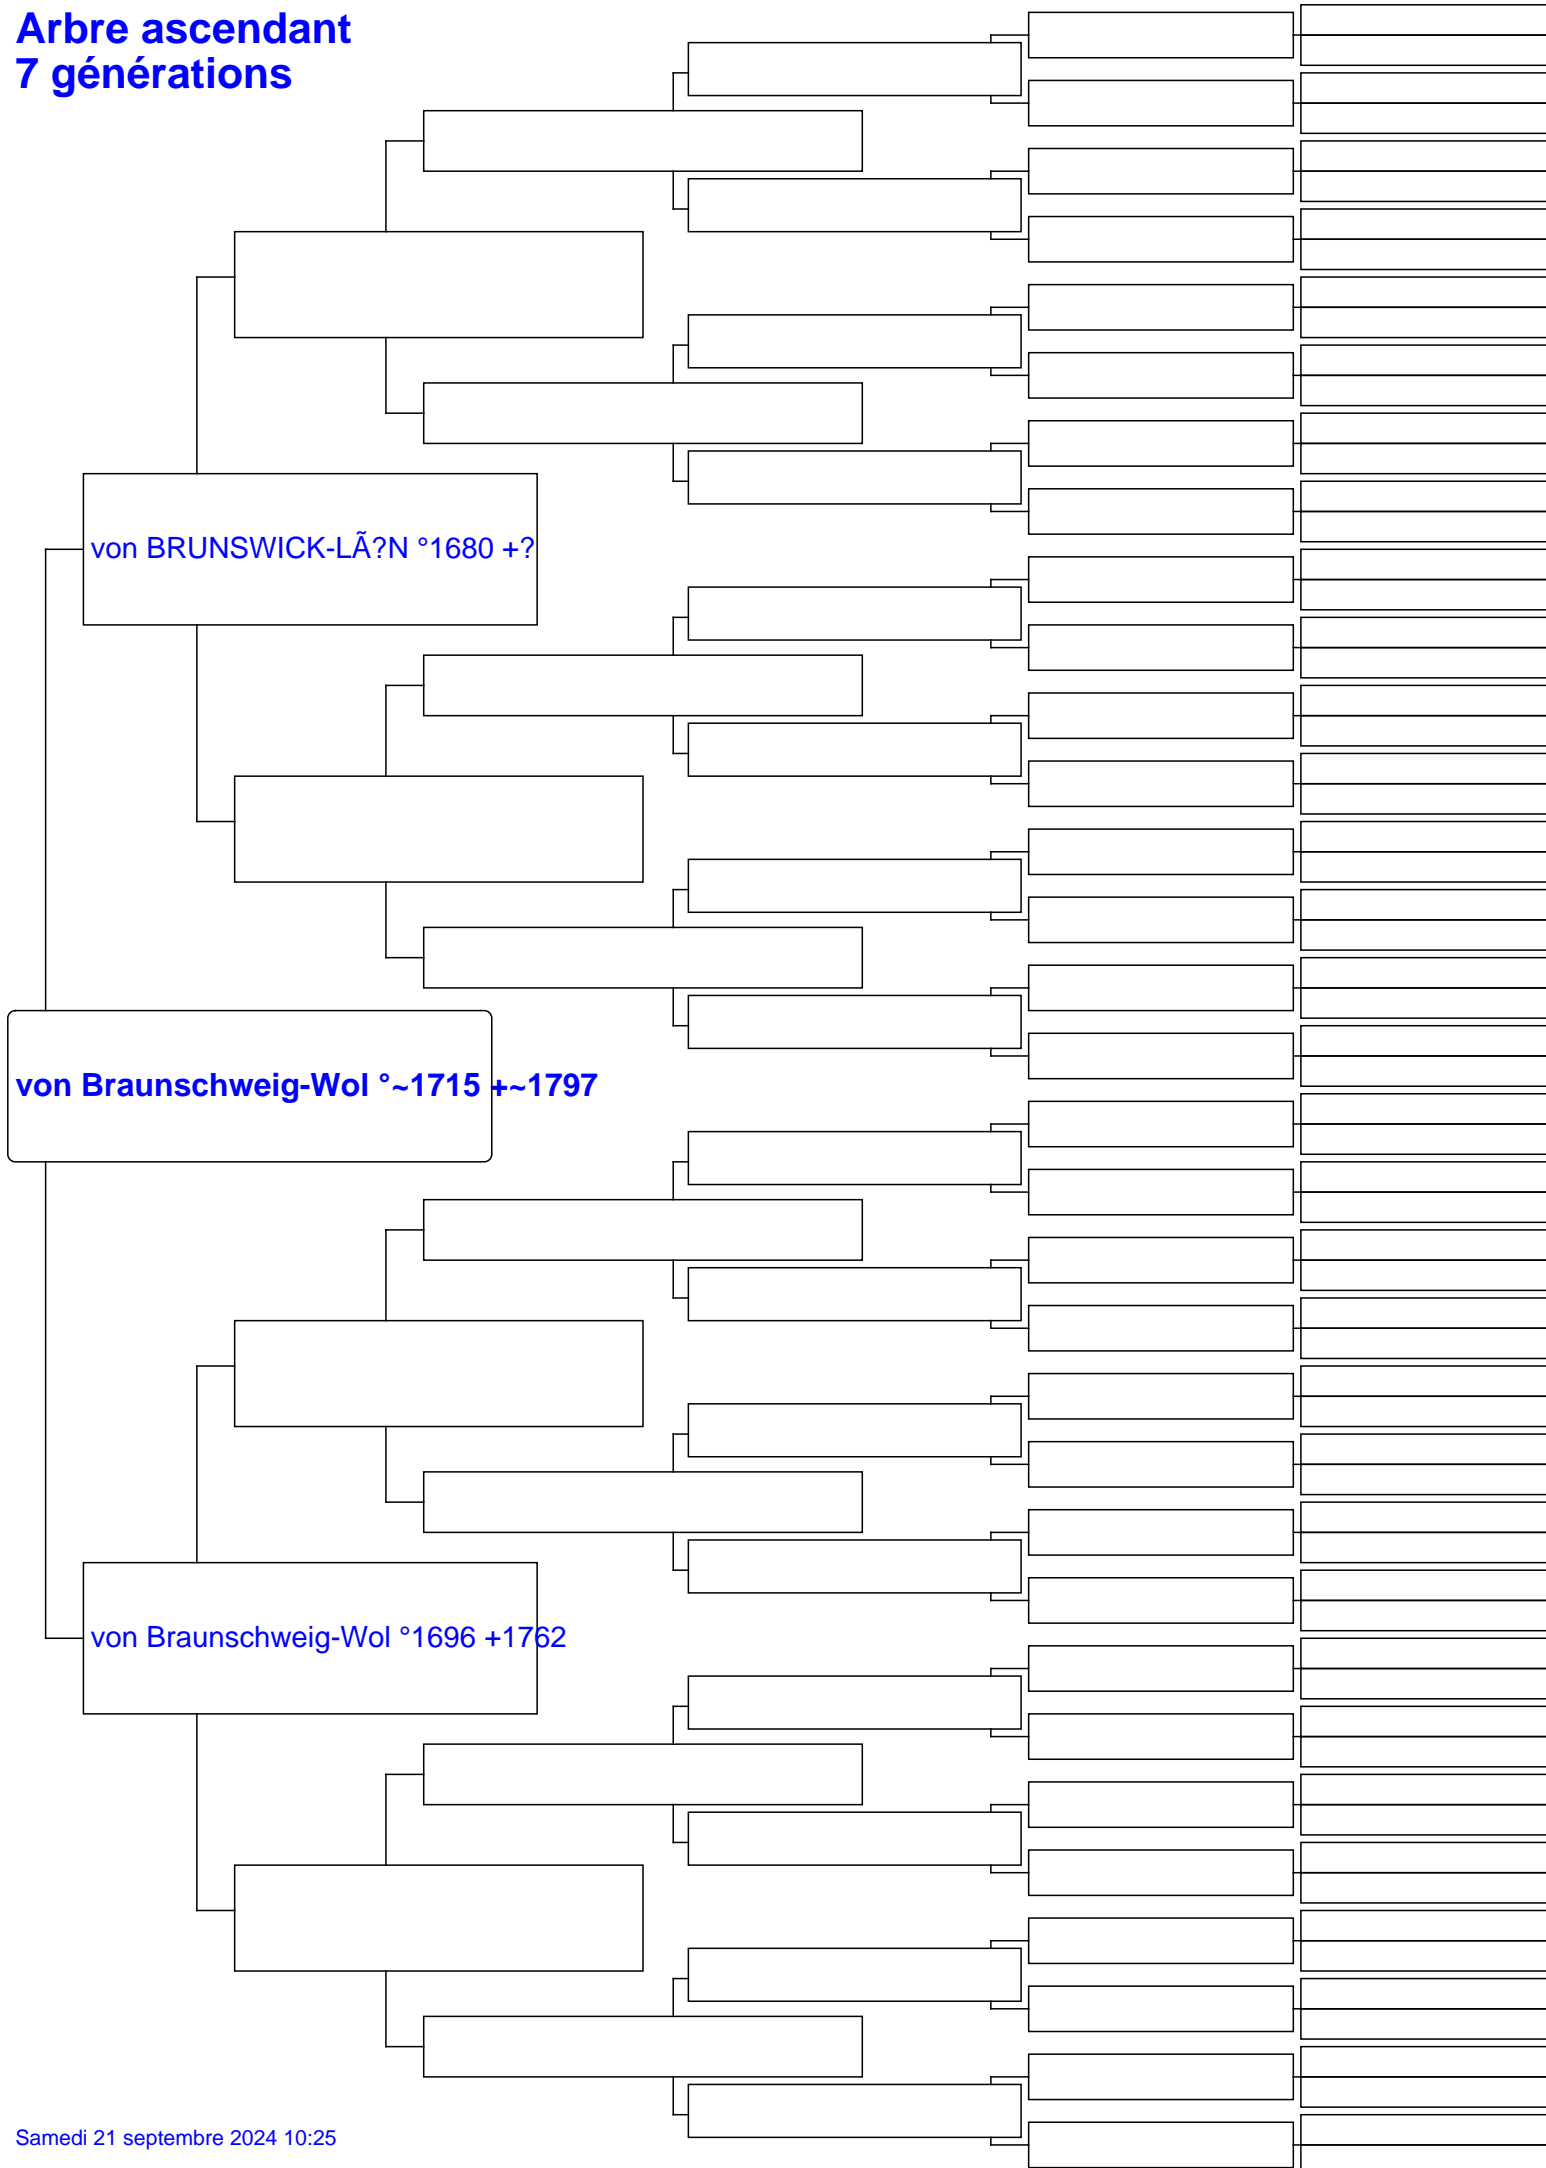 Arbre ascendant
7 générations
von BRUNSWICK-LÃ?N °1680 +?
von Braunschweig-Wol °~1715 +~1797
von Braunschweig-Wol °1696 +1762
Samedi 21 septembre 2024 10:25